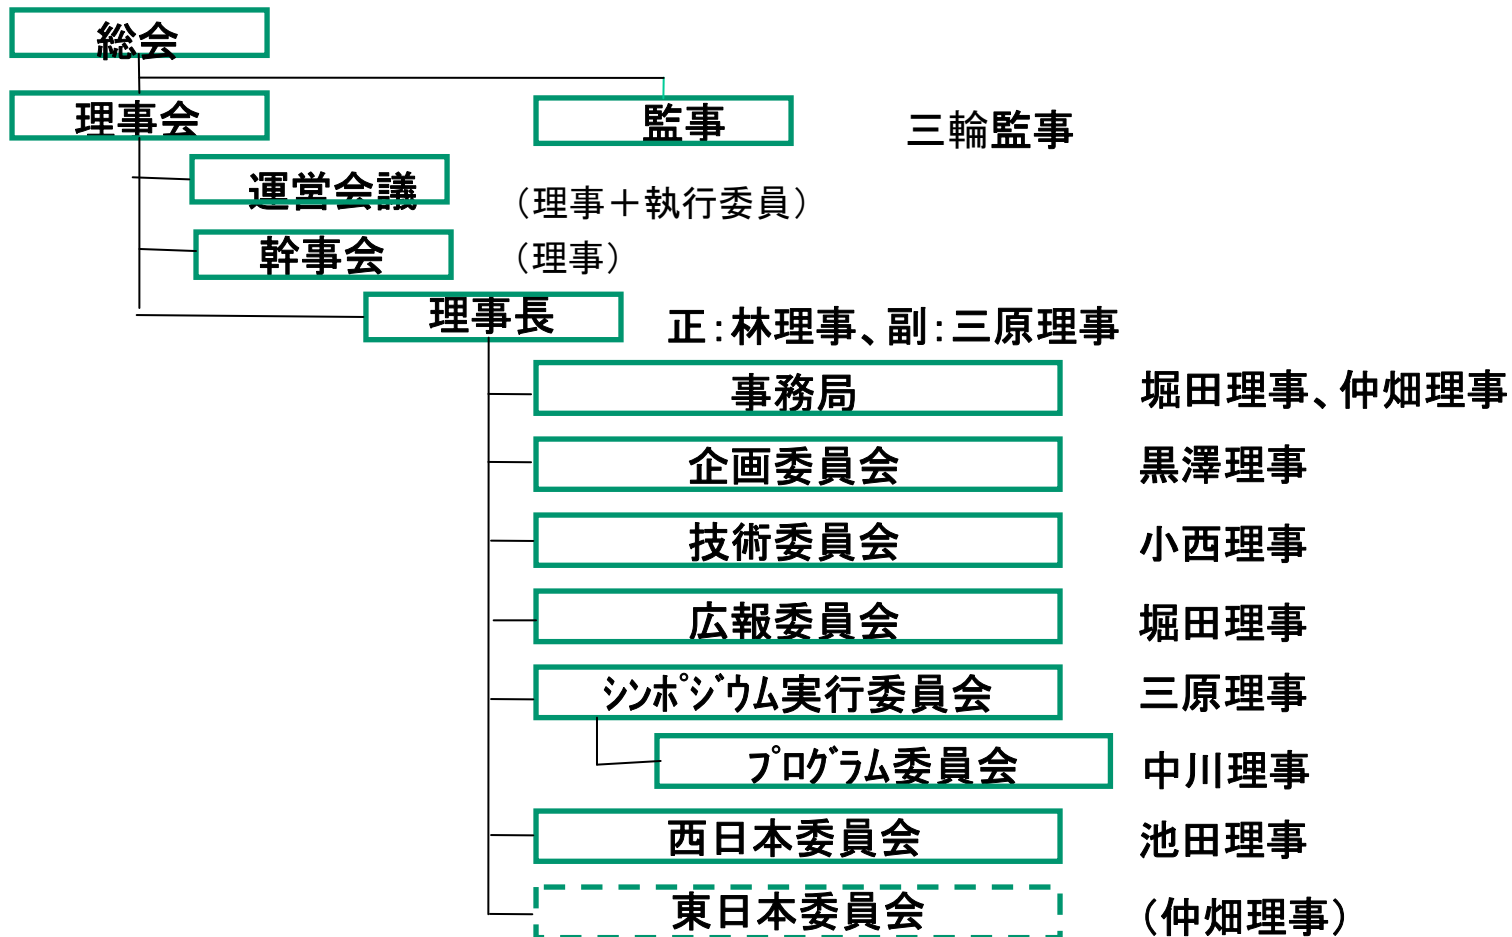 総会
理事会
監事 三輪監事
運営会議 （理事＋執行委員）
幹事会 （理事）
理事長 正：林理事、副：三原理事
事務局 堀田理事、仲畑理事
企画委員会 黒澤理事
技術委員会 小西理事
広報委員会 堀田理事
ｼﾝﾎﾟｼﾞｳﾑ実行委員会 三原理事
ﾌﾟﾛｸﾞﾗﾑ委員会 中川理事
西日本委員会 池田理事
東日本委員会 （仲畑理事）